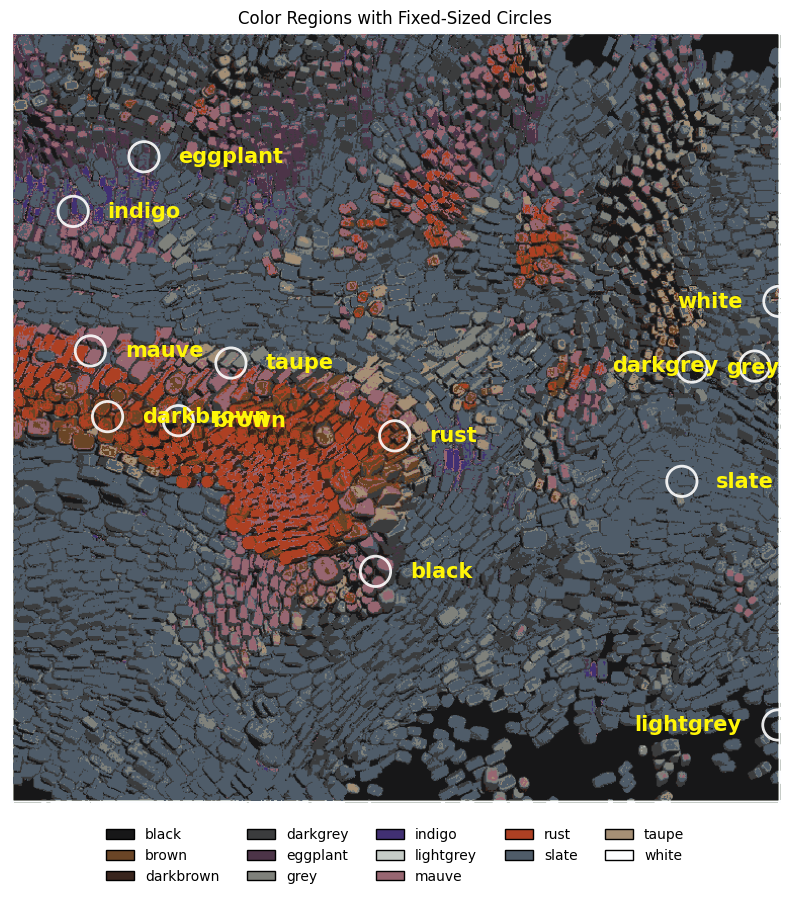 Color Regions with Fixed-Sized Circles
eggplant
indigo
white
mauve
taupe
darkgrey
grey
darkbrown
brown
rust
slate
black
lightgrey
black
darkgrey
indigo
rust
taupe
brown
eggplant
lightgrey
slate
white
darkbrown
grey
mauve